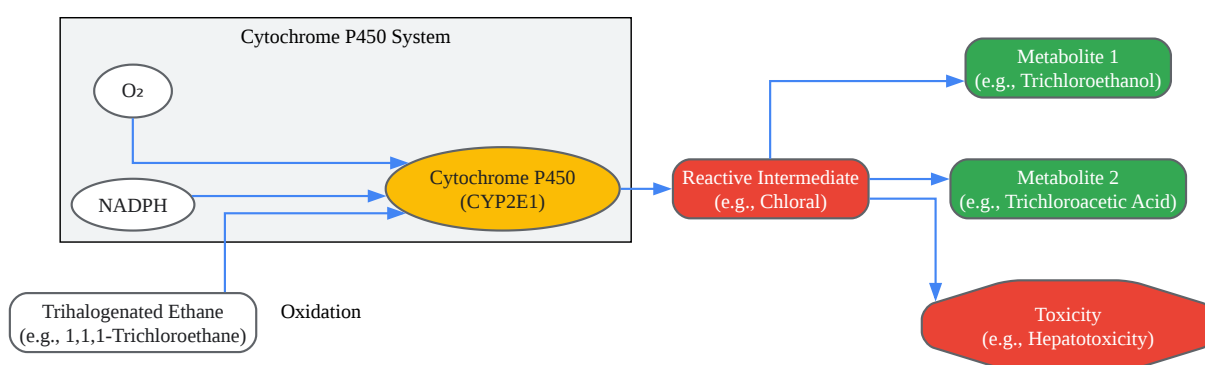 Cytochrome P450 System
O₂
NADPH
Cytochrome P450
(CYP2E1)
Trihalogenated Ethane
(e.g., 1,1,1-Trichloroethane)
Oxidation
Reactive Intermediate
(e.g., Chloral)
Metabolite 1
(e.g., Trichloroethanol)
Metabolite 2
(e.g., Trichloroacetic Acid)
Toxicity
(e.g., Hepatotoxicity)